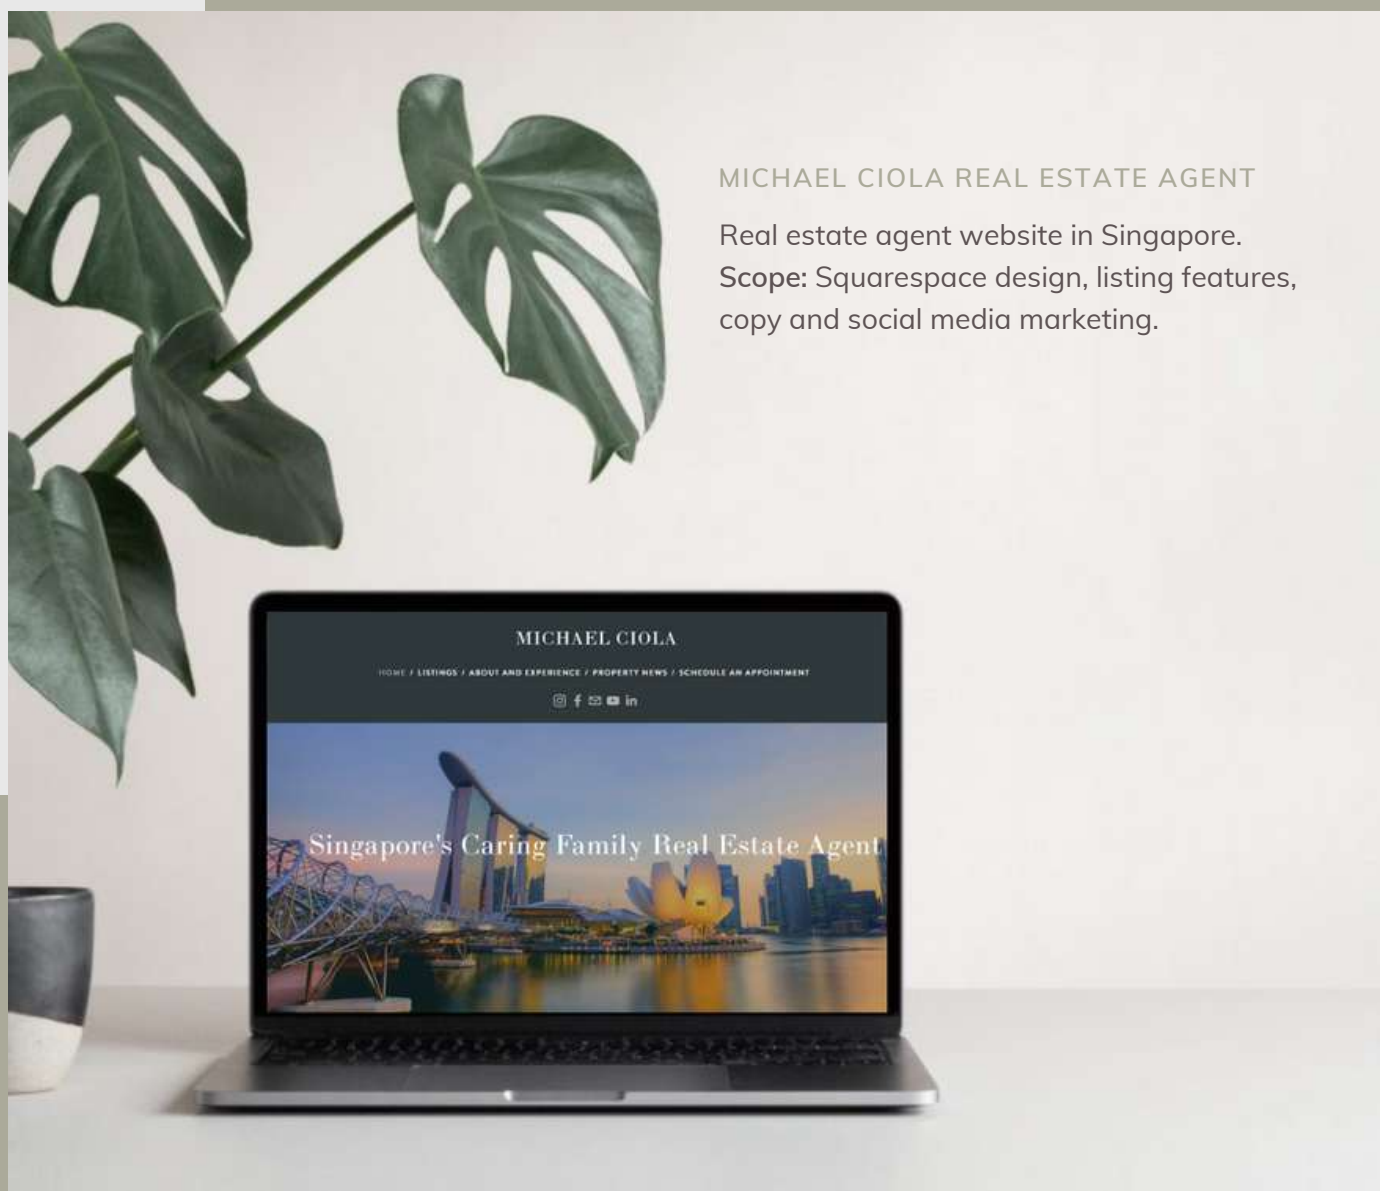 MICHAEL CIOLA REAL ESTATE AGENT
Real estate agent website in Singapore.
Scope: Squarespace design, listing features,
copy and social media marketing.
MICHAEL CIOLA
HOME / LISTINGS / ABOUT AND EXPERIENCE / PROPERTY NEWS / SCHEDULE AN APPOINTMENT
Singapore's Caring Family Real Estate Agent